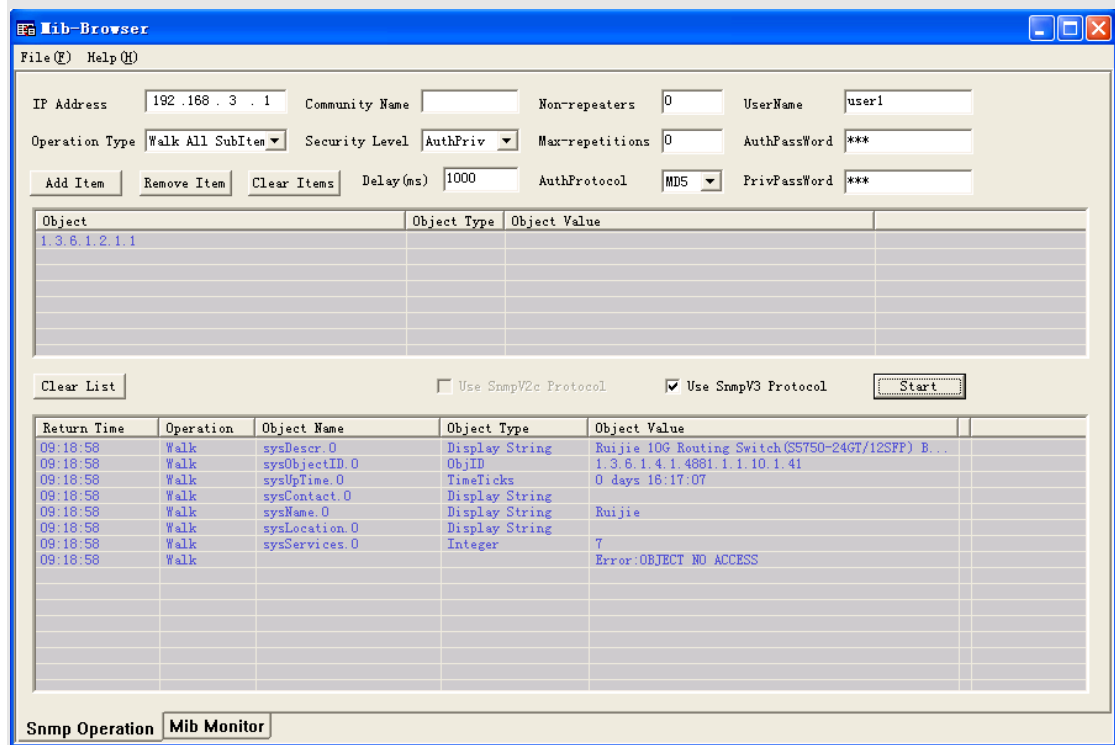 Mib-Browser
File(F) Help(H)
IP Address 192 .168 . 3 . 1 Community Name Non-repeaters 0 UserName user1
Operation Type Walk All SubItem Security Level AuthPriv Max-repetitions 0 AuthPassWord ***
Add Item Remove Item Clear Items Delay(ms) 1000 AuthProtocol MD5 PrivPassWord ***
Object Object Type Object Value
1.3.6.1.2.1.1
Clear List Use SnmpV2c Protocol Use SnmpV3 Protocol Start
Return Time Operation Object Name Object Type Object Value
09:18:58 Walk sysDescr.0 Display String Ruijie 10G Routing Switch(S5750-24GT/12SFP) B...
09:18:58 Walk sysObjectID.0 ObjID 1.3.6.1.4.1.4881.1.1.10.1.41
09:18:58 Walk sysUpTime.0 TimeTicks 0 days 16:17:07
09:18:58 Walk sysContact.0 Display String
09:18:58 Walk sysName.0 Display String Ruijie
09:18:58 Walk sysLocation.0 Display String
09:18:58 Walk sysServices.0 Integer 7
09:18:58 Walk Error:OBJECT NO ACCESS
Snmp Operation Mib Monitor